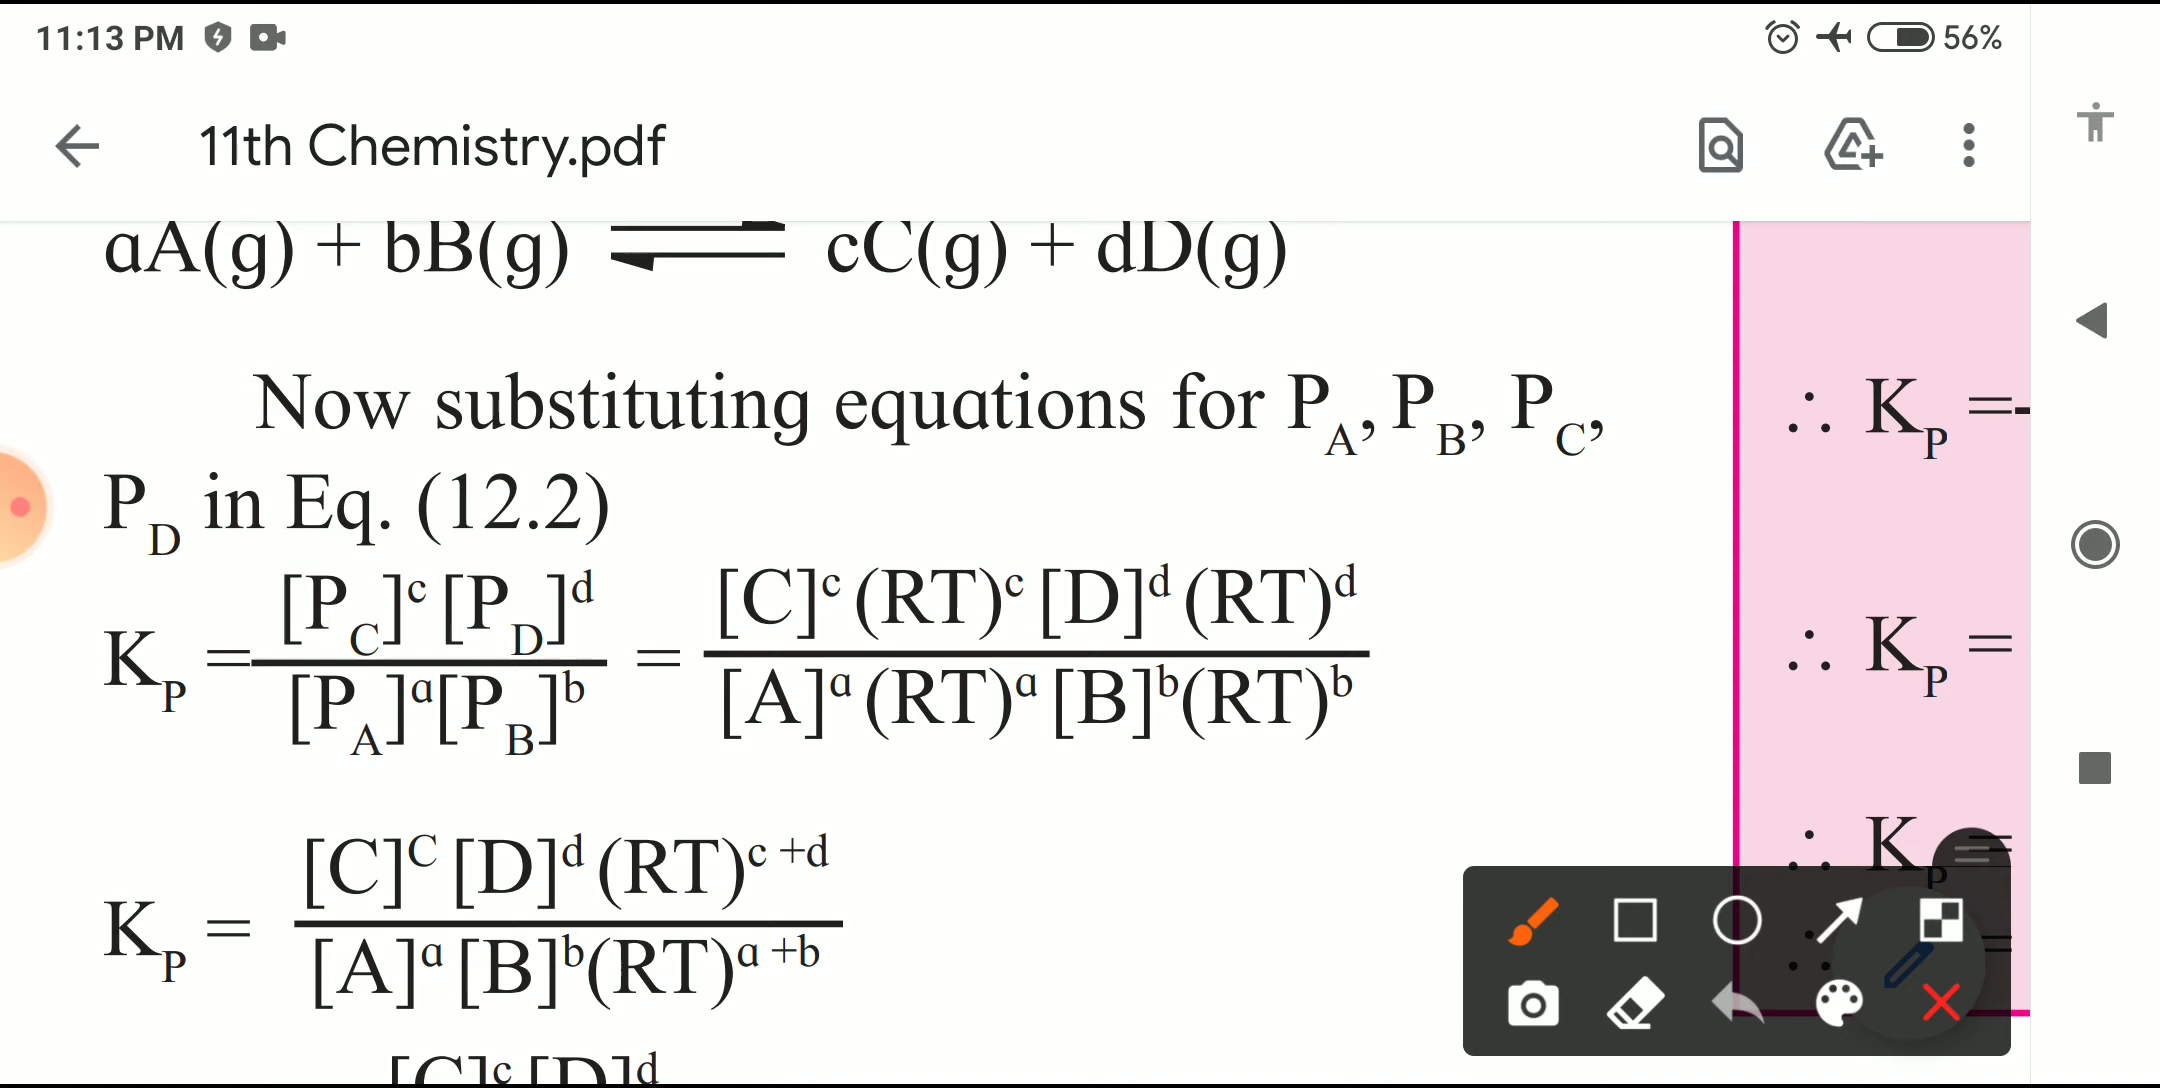 11:13 PM 56%
11th Chemistry.pdf
aA(g) + bB(g) ⇌ cC(g) + dD(g)
Now substituting equations for P_A, P_B, P_C,
P_D in Eq. (12.2)
K_P = [P_C]^c [P_D]^d / [P_A]^a [P_B]^b = [C]^c (RT)^c [D]^d (RT)^d / [A]^a (RT)^a [B]^b (RT)^b
K_P = [C]^C [D]^d (RT)^{c +d} / [A]^a [B]^b (RT)^{a +b}
[C]^c [D]^d
∴ K_P =
∴ K_P =
∴ K_P =
∴ =